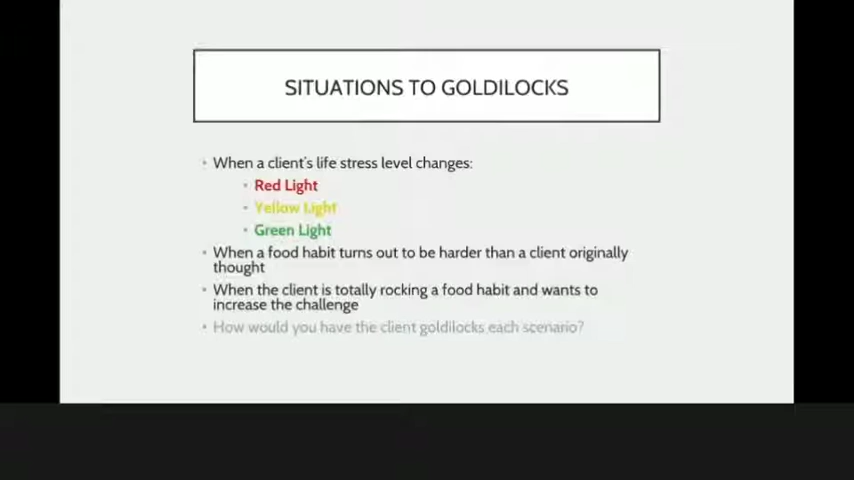 SITUATIONS TO GOLDILOCKS
When a client's life stress level changes:
Red Light
Yellow Light
Green Light
When a food habit turns out to be harder than a client originally
thought
When the client is totally rocking a food habit and wants to
increase the challenge
How would you have the client goldilocks each scenario?